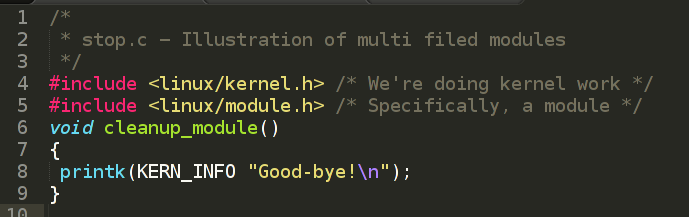 1 /*
2  * stop.c – Illustration of multi filed modules
3  */
4 #include <linux/kernel.h> /* We're doing kernel work */
5 #include <linux/module.h> /* Specifically, a module */
6 void cleanup_module()
7 {
8  printk(KERN_INFO "Good-bye!\n");
9 }
10